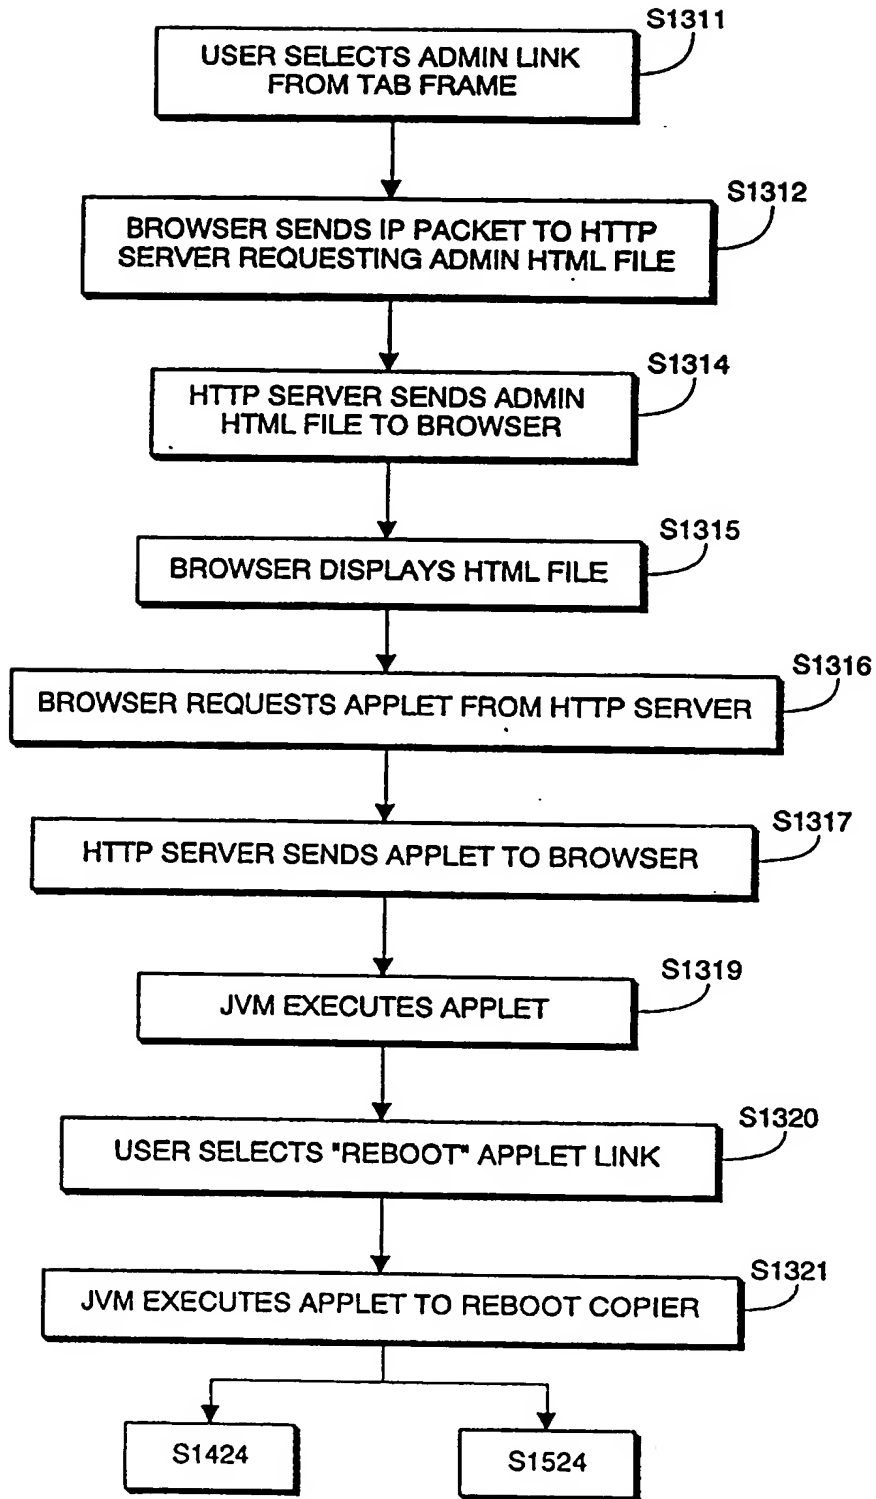 S1311
USER SELECTS ADMIN LINK
FROM TAB FRAME
S1312
BROWSER SENDS IP PACKET TO HTTP
SERVER REQUESTING ADMIN HTML FILE
S1314
HTTP SERVER SENDS ADMIN
HTML FILE TO BROWSER
S1315
BROWSER DISPLAYS HTML FILE
S1316
BROWSER REQUESTS APPLET FROM HTTP SERVER
S1317
HTTP SERVER SENDS APPLET TO BROWSER
S1319
JVM EXECUTES APPLET
S1320
USER SELECTS "REBOOT" APPLET LINK
S1321
JVM EXECUTES APPLET TO REBOOT COPIER
S1424
S1524